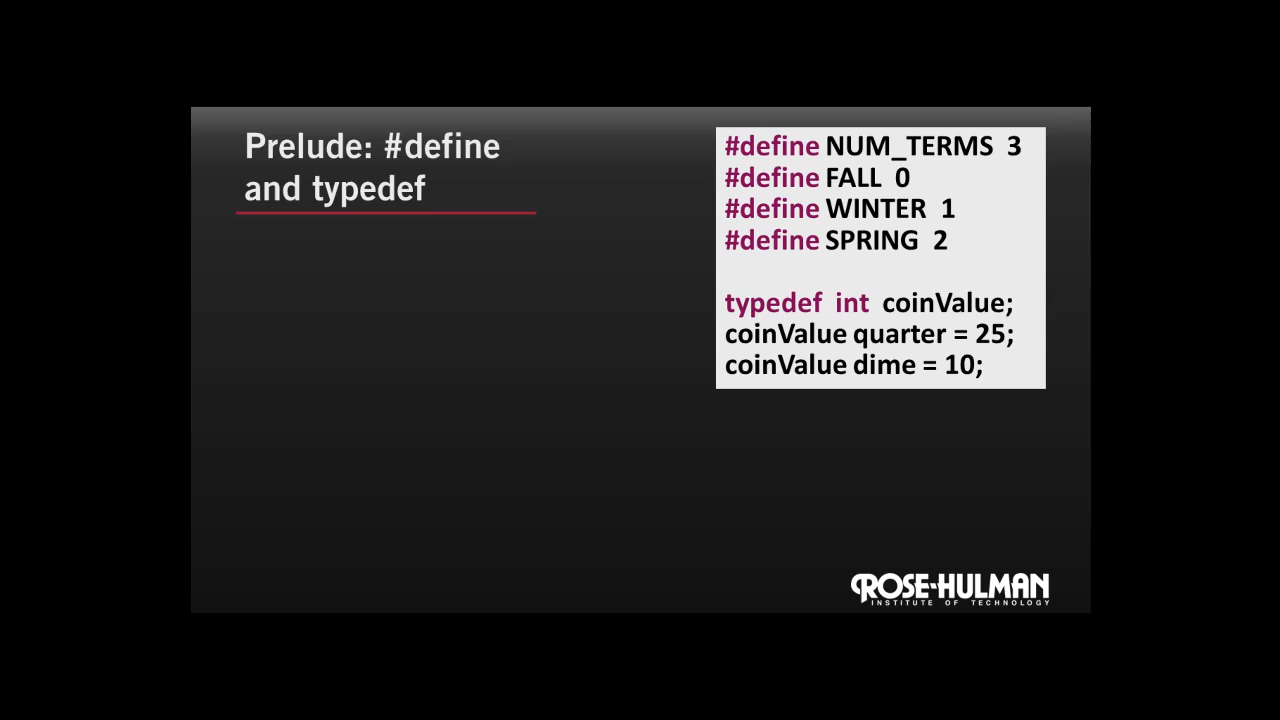 Prelude: #define
and typedef
#define NUM_TERMS 3
#define FALL 0
#define WINTER 1
#define SPRING 2
typedef int coinValue;
coinValue quarter = 25;
coinValue dime = 10;
ROSE-HULMAN
INSTITUTE OF TECHNOLOGY